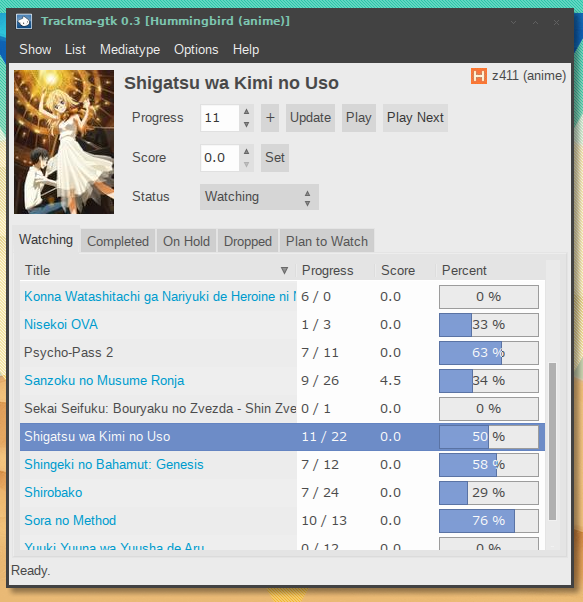 Trackma-gtk 0.3 [Hummingbird (anime)]
Show List Mediatype Options Help
Shigatsu wa Kimi no Uso
H z411 (anime)
Progress 11 + Update Play Play Next
Score 0.0 Set
Status Watching
Watching Completed On Hold Dropped Plan to Watch
Title Progress Score Percent
Konna Watashitachi ga Nariyuki de Heroine ni 6 / 0 0.0 0 %
Nisekoi OVA 1 / 3 0.0 33 %
Psycho-Pass 2 7 / 11 0.0 63 %
Sanzoku no Musume Ronja 9 / 26 4.5 34 %
Sekai Seifuku: Bouryaku no Zvezda - Shin Zve 0 / 1 0.0 0 %
Shigatsu wa Kimi no Uso 11 / 22 0.0 50 %
Shingeki no Bahamut: Genesis 7 / 12 0.0 58 %
Shirobako 7 / 24 0.0 29 %
Sora no Method 10 / 13 0.0 76 %
Yuuki Yuuna wa Yuusha de Aru 0 / 12 0.0 0 %
Ready.